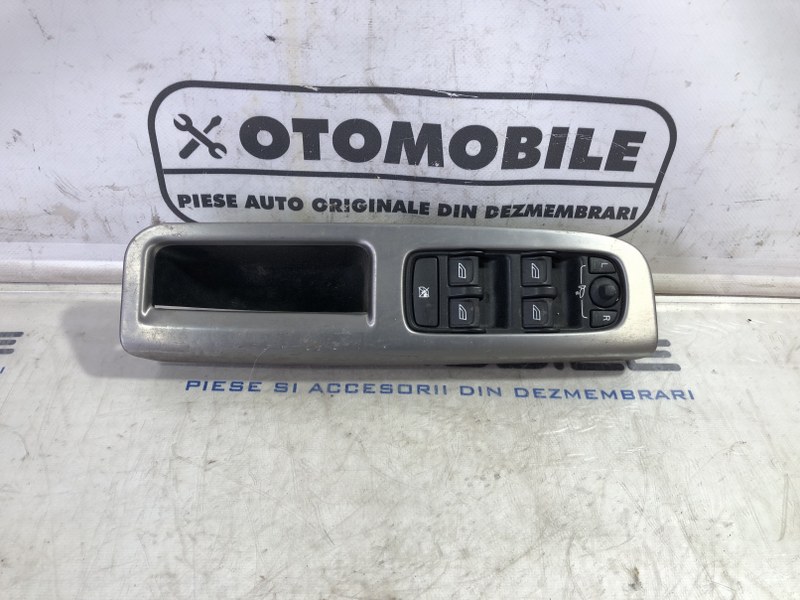 OTOMOBILE
PIESE AUTO ORIGINALE DIN DEZMEMBRARI
L
R
PIESE SI ACCESORII DIN DEZMEMBRARI